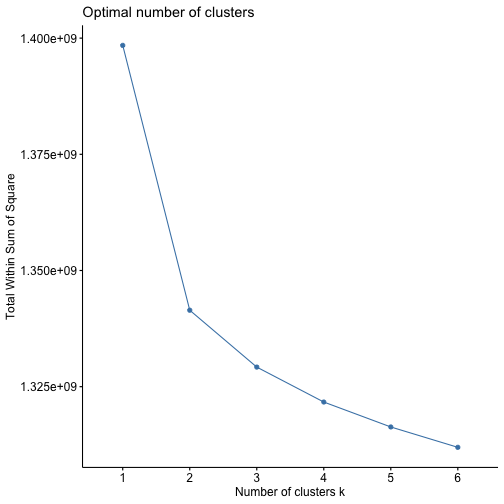 Optimal number of clusters
Total Within Sum of Square
1.400e+09
1.375e+09
1.350e+09
1.325e+09
1 2 3 4 5 6
Number of clusters k